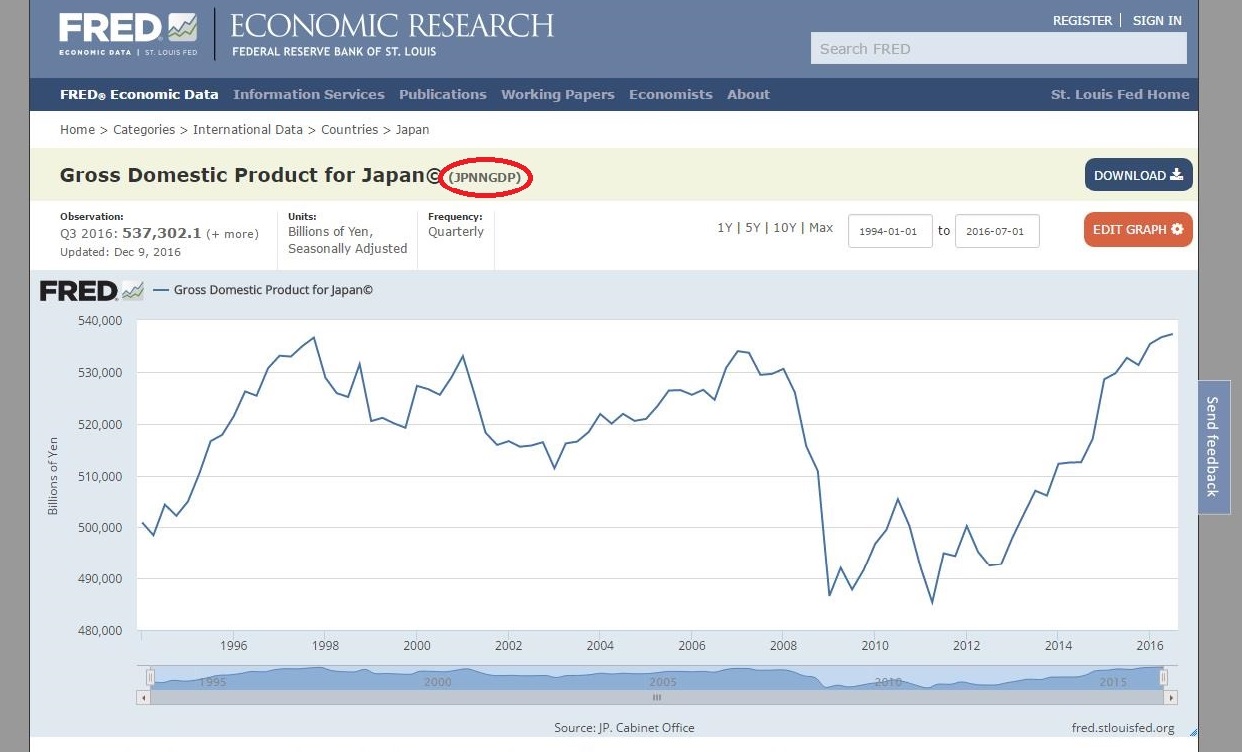 FRED ECONOMIC RESEARCH
ECONOMIC DATA | ST. LOUIS FED
FEDERAL RESERVE BANK OF ST. LOUIS
REGISTER | SIGN IN
Search FRED
FRED® Economic Data Information Services Publications Working Papers Economists About St. Louis Fed Home
Home > Categories > International Data > Countries > Japan
Gross Domestic Product for Japan© (JPNNGDP)
DOWNLOAD
Observation:
Q3 2016: 537,302.1 (+ more)
Updated: Dec 9, 2016
Units:
Billions of Yen,
Seasonally Adjusted
Frequency:
Quarterly
1Y | 5Y | 10Y | Max
1994-01-01 to 2016-07-01
EDIT GRAPH
FRED Gross Domestic Product for Japan©
540,000
530,000
520,000
510,000
500,000
490,000
480,000
Billions of Yen
1996 1998 2000 2002 2004 2006 2008 2010 2012 2014 2016
1995 2000 2005 2010 2015
Source: JP. Cabinet Office
fred.stlouisfed.org
Send feedback